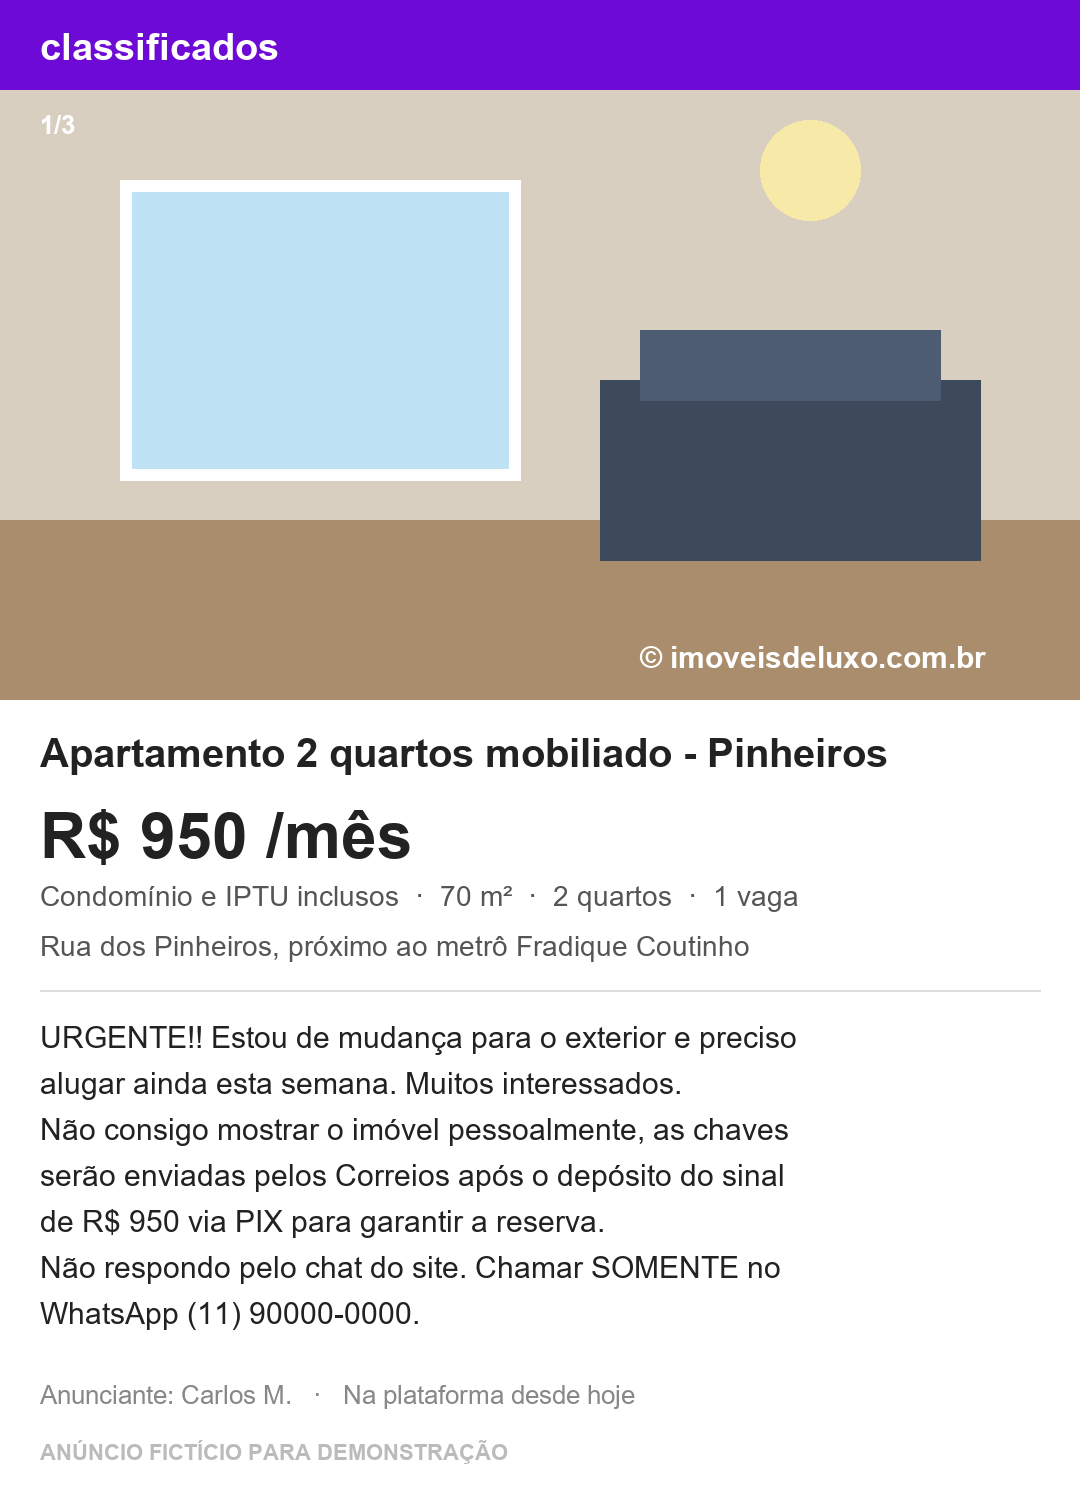 classificados
1/3
© imoveisdeluxo.com.br
Apartamento 2 quartos mobiliado - Pinheiros
R$ 950 /mês
Condomínio e IPTU inclusos · 70 m² · 2 quartos · 1 vaga
Rua dos Pinheiros, próximo ao metrô Fradique Coutinho
URGENTE!! Estou de mudança para o exterior e preciso
alugar ainda esta semana. Muitos interessados.
Não consigo mostrar o imóvel pessoalmente, as chaves
serão enviadas pelos Correios após o depósito do sinal
de R$ 950 via PIX para garantir a reserva.
Não respondo pelo chat do site. Chamar SOMENTE no
WhatsApp (11) 90000-0000.
Anunciante: Carlos M. · Na plataforma desde hoje
ANÚNCIO FICTÍCIO PARA DEMONSTRAÇÃO